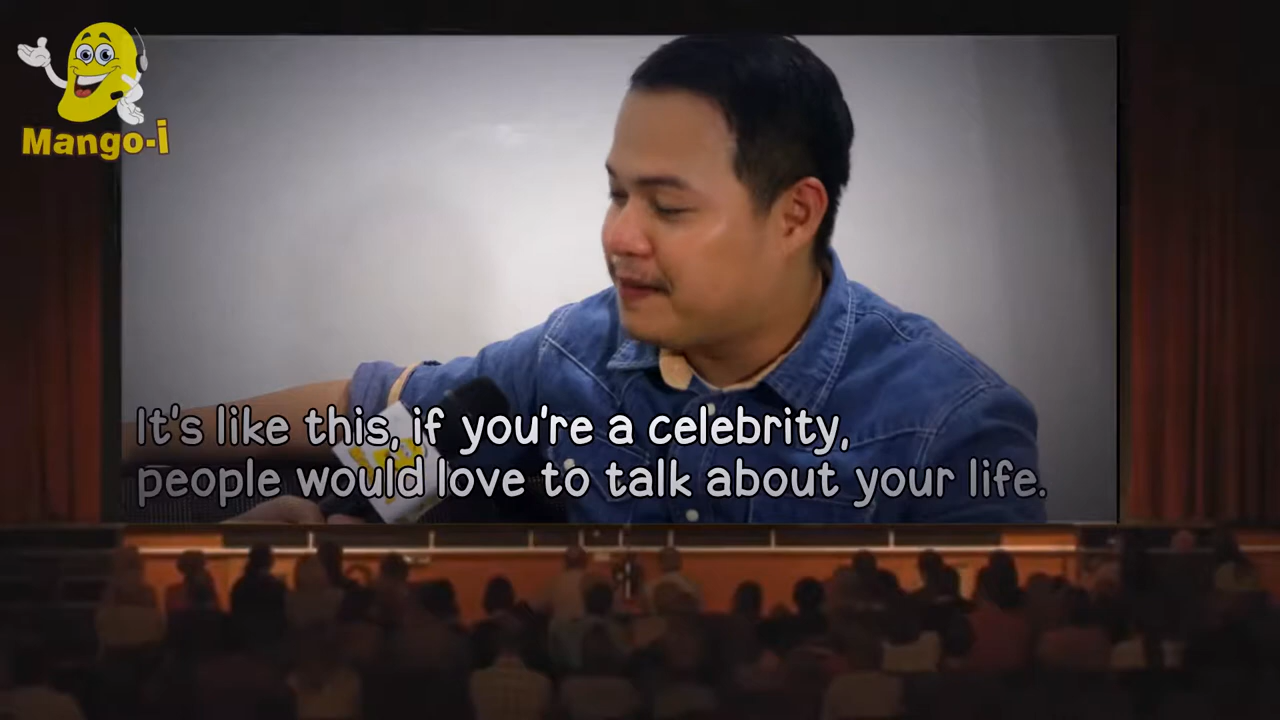 Mango-i
It's like this, if you're a celebrity,
people would love to talk about your life.